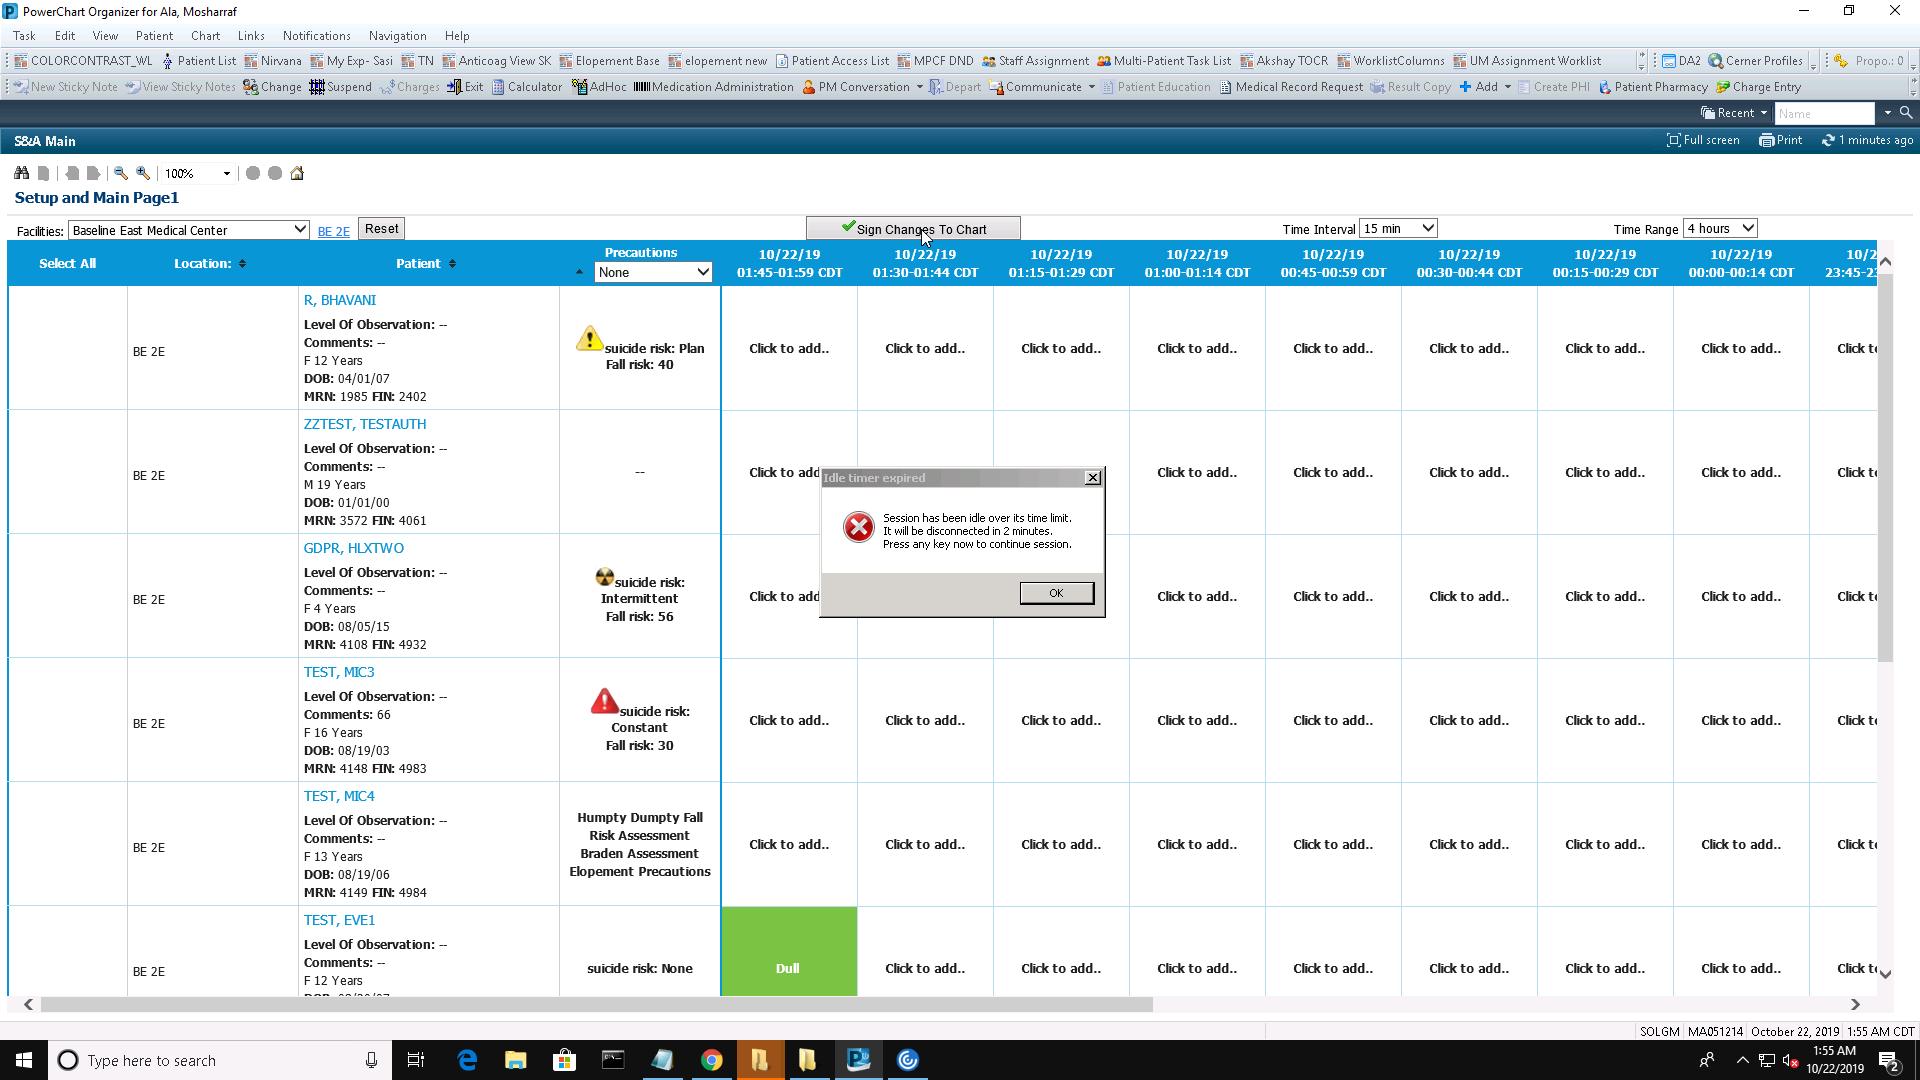 PowerChart Organizer for Ala, Mosharraf
Task Edit View Patient Chart Links Notifications Navigation Help
COLORCONTRAST_WL Patient List Nirvana My Exp- Sasi TN Anticoag View SK Elopement Base elopement new Patient Access List MPCF DND Staff Assignment Multi-Patient Task List Akshay TOCR WorklistColumns UM Assignment Worklist DA2 Cerner Profiles Propo.: 0
New Sticky Note View Sticky Notes Change Suspend Charges Exit Calculator AdHoc Medication Administration PM Conversation Depart Communicate Patient Education Medical Record Request Result Copy Add Create PHI Patient Pharmacy Charge Entry
Recent Name
S&A Main Full screen Print 1 minutes ago
100%
Setup and Main Page1
Facilities: Baseline East Medical Center BE 2E Reset Sign Changes To Chart Time Interval 15 min Time Range 4 hours
Select All Location: Patient Precautions None
10/22/19 10/22/19 10/22/19 10/22/19 10/22/19 10/22/19 10/22/19 10/22/19 10/2
01:45-01:59 CDT 01:30-01:44 CDT 01:15-01:29 CDT 01:00-01:14 CDT 00:45-00:59 CDT 00:30-00:44 CDT 00:15-00:29 CDT 00:00-00:14 CDT 23:45-2
BE 2E
R, BHAVANI
Level Of Observation: --
Comments: --
F 12 Years
DOB: 04/01/07
MRN: 1985 FIN: 2402
suicide risk: Plan
Fall risk: 40
Click to add.. Click to add.. Click to add.. Click to add.. Click to add.. Click to add.. Click to add.. Click to add.. Click t
BE 2E
ZZTEST, TESTAUTH
Level Of Observation: --
Comments: --
M 19 Years
DOB: 01/01/00
MRN: 3572 FIN: 4061
--
Click to add Click to add.. Click to add.. Click to add.. Click to add.. Click to add.. Click t
BE 2E
GDPR, HLXTWO
Level Of Observation: --
Comments: --
F 4 Years
DOB: 08/05/15
MRN: 4108 FIN: 4932
suicide risk:
Intermittent
Fall risk: 56
Click to add Click to add.. Click to add.. Click to add.. Click to add.. Click to add.. Click t
Idle timer expired
Session has been idle over its time limit.
It will be disconnected in 2 minutes.
Press any key now to continue session.
OK
BE 2E
TEST, MIC3
Level Of Observation: --
Comments: 66
F 16 Years
DOB: 08/19/03
MRN: 4148 FIN: 4983
suicide risk:
Constant
Fall risk: 30
Click to add.. Click to add.. Click to add.. Click to add.. Click to add.. Click to add.. Click to add.. Click to add.. Click t
BE 2E
TEST, MIC4
Level Of Observation: --
Comments: --
F 13 Years
DOB: 08/19/06
MRN: 4149 FIN: 4984
Humpty Dumpty Fall
Risk Assessment
Braden Assessment
Elopement Precautions
Click to add.. Click to add.. Click to add.. Click to add.. Click to add.. Click to add.. Click to add.. Click to add.. Click t
BE 2E
TEST, EVE1
Level Of Observation: --
Comments: --
F 12 Years
suicide risk: None
Dull Click to add.. Click to add.. Click to add.. Click to add.. Click to add.. Click to add.. Click to add.. Click t
SOLGM MA051214 October 22, 2019 1:55 AM CDT
Type here to search
1:55 AM
10/22/2019
2